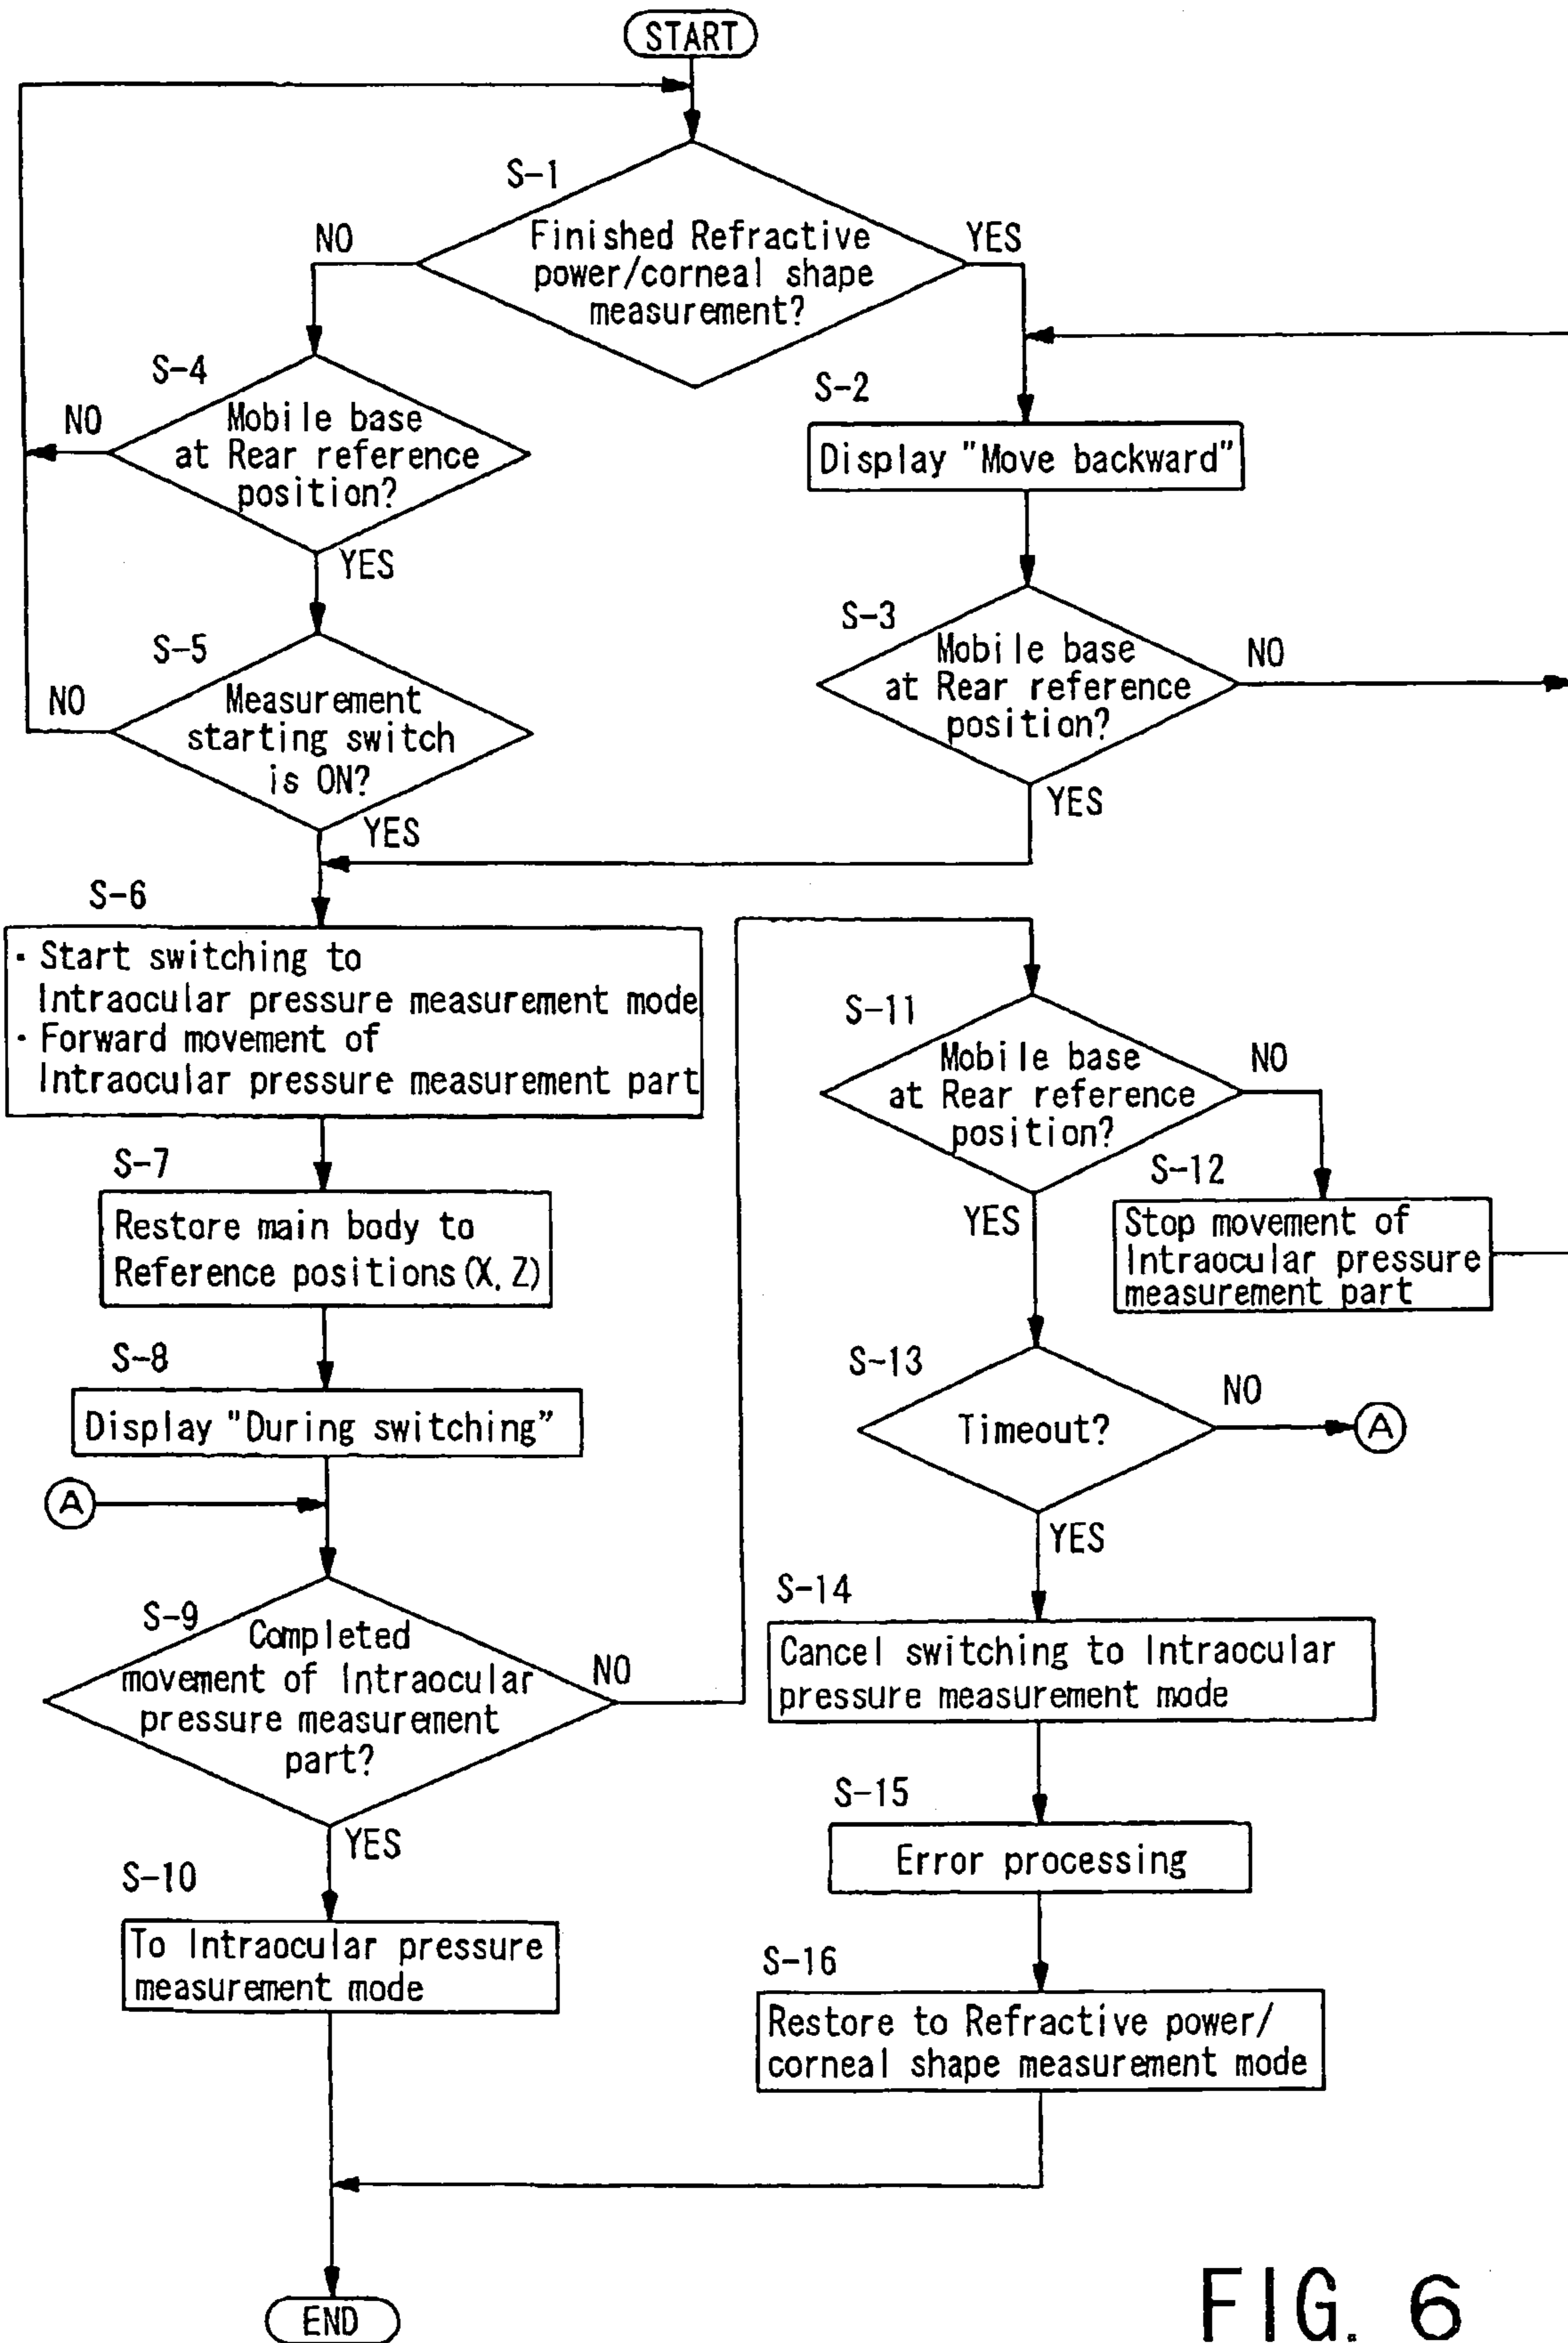 START
S-1
Finished Refractive
power/corneal shape
measurement?
NO
YES
S-4
Mobile base
at Rear reference
position?
NO
YES
S-2
Display "Move backward"
S-3
Mobile base
at Rear reference
position?
NO
YES
S-5
Measurement
starting switch
is ON?
NO
YES
S-6
· Start switching to
Intraocular pressure measurement mode
· Forward movement of
Intraocular pressure measurement part
S-7
Restore main body to
Reference positions(X, Z)
S-8
Display "During switching"
A
S-9
Completed
movement of Intraocular
pressure measurement
part?
NO
YES
S-10
To Intraocular pressure
measurement mode
S-11
Mobile base
at Rear reference
position?
NO
YES
S-12
Stop movement of
Intraocular pressure
measurement part
S-13
Timeout?
NO
A
YES
S-14
Cancel switching to Intraocular
pressure measurement mode
S-15
Error processing
S-16
Restore to Refractive power/
corneal shape measurement mode
END
FIG. 6